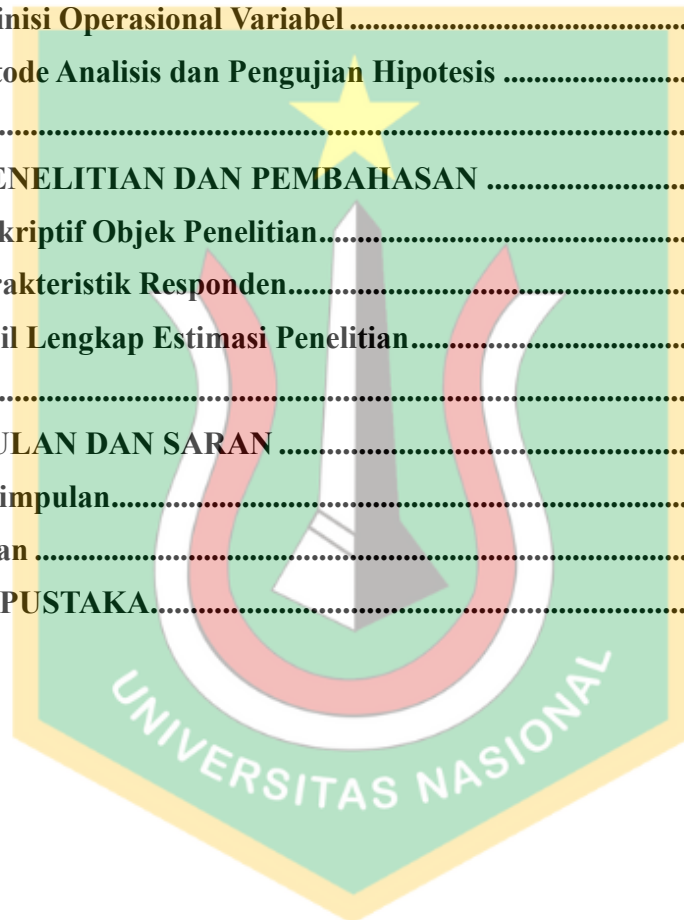 inisi Operasional Variabel ........................................................
tode Analisis dan Pengujian Hipotesis ................................
................................................................................................
ENELITIAN DAN PEMBAHASAN ...................................
kriptif Objek Penelitian.............................................................
rakteristik Responden..................................................................
il Lengkap Estimasi Penelitian..............................................
................................................................................................
ULAN DAN SARAN .....................................................................
impulan...........................................................................................
an ........................................................................................................
PUSTAKA.....................................................................................
UNIVERSITAS NASIONAL